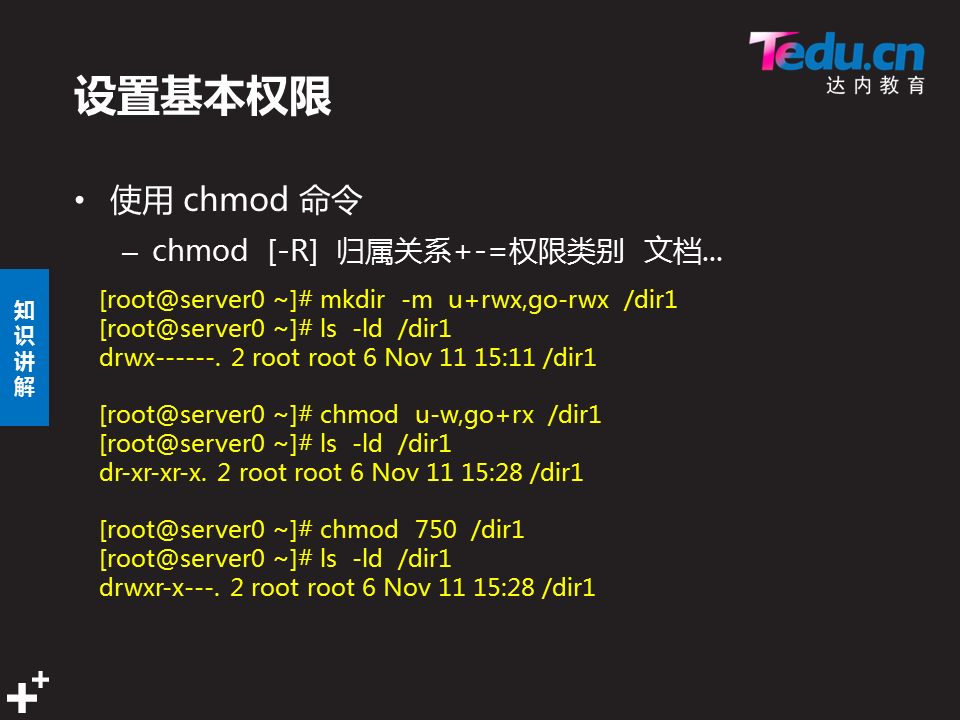 Tedu.cn
达内教育
设置基本权限
• 使用 chmod 命令
– chmod [-R] 归属关系+-=权限类别 文档...
知识讲解
[root@server0 ~]# mkdir -m u+rwx,go-rwx /dir1
[root@server0 ~]# ls -ld /dir1
drwx------. 2 root root 6 Nov 11 15:11 /dir1
[root@server0 ~]# chmod u-w,go+rx /dir1
[root@server0 ~]# ls -ld /dir1
dr-xr-xr-x. 2 root root 6 Nov 11 15:28 /dir1
[root@server0 ~]# chmod 750 /dir1
[root@server0 ~]# ls -ld /dir1
drwxr-x---. 2 root root 6 Nov 11 15:28 /dir1